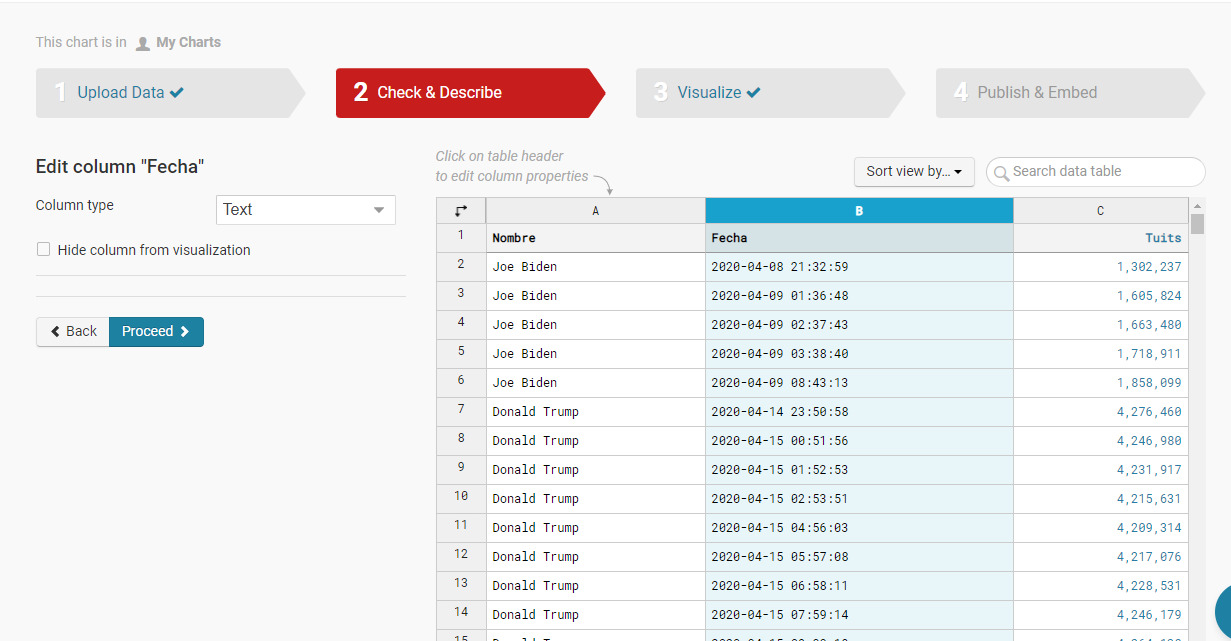 This chart is in My Charts
1 Upload Data
2 Check & Describe
3 Visualize
4 Publish & Embed
Edit column "Fecha"
Column type
Text
Hide column from visualization
Back
Proceed
Click on table header
to edit column properties
Sort view by...
Search data table
A B C
1 Nombre Fecha Tuits
2 Joe Biden 2020-04-08 21:32:59 1,302,237
3 Joe Biden 2020-04-09 01:36:48 1,605,824
4 Joe Biden 2020-04-09 02:37:43 1,663,480
5 Joe Biden 2020-04-09 03:38:40 1,718,911
6 Joe Biden 2020-04-09 08:43:13 1,858,099
7 Donald Trump 2020-04-14 23:50:58 4,276,460
8 Donald Trump 2020-04-15 00:51:56 4,246,980
9 Donald Trump 2020-04-15 01:52:53 4,231,917
10 Donald Trump 2020-04-15 02:53:51 4,215,631
11 Donald Trump 2020-04-15 04:56:03 4,209,314
12 Donald Trump 2020-04-15 05:57:08 4,217,076
13 Donald Trump 2020-04-15 06:58:11 4,228,531
14 Donald Trump 2020-04-15 07:59:14 4,246,179
15